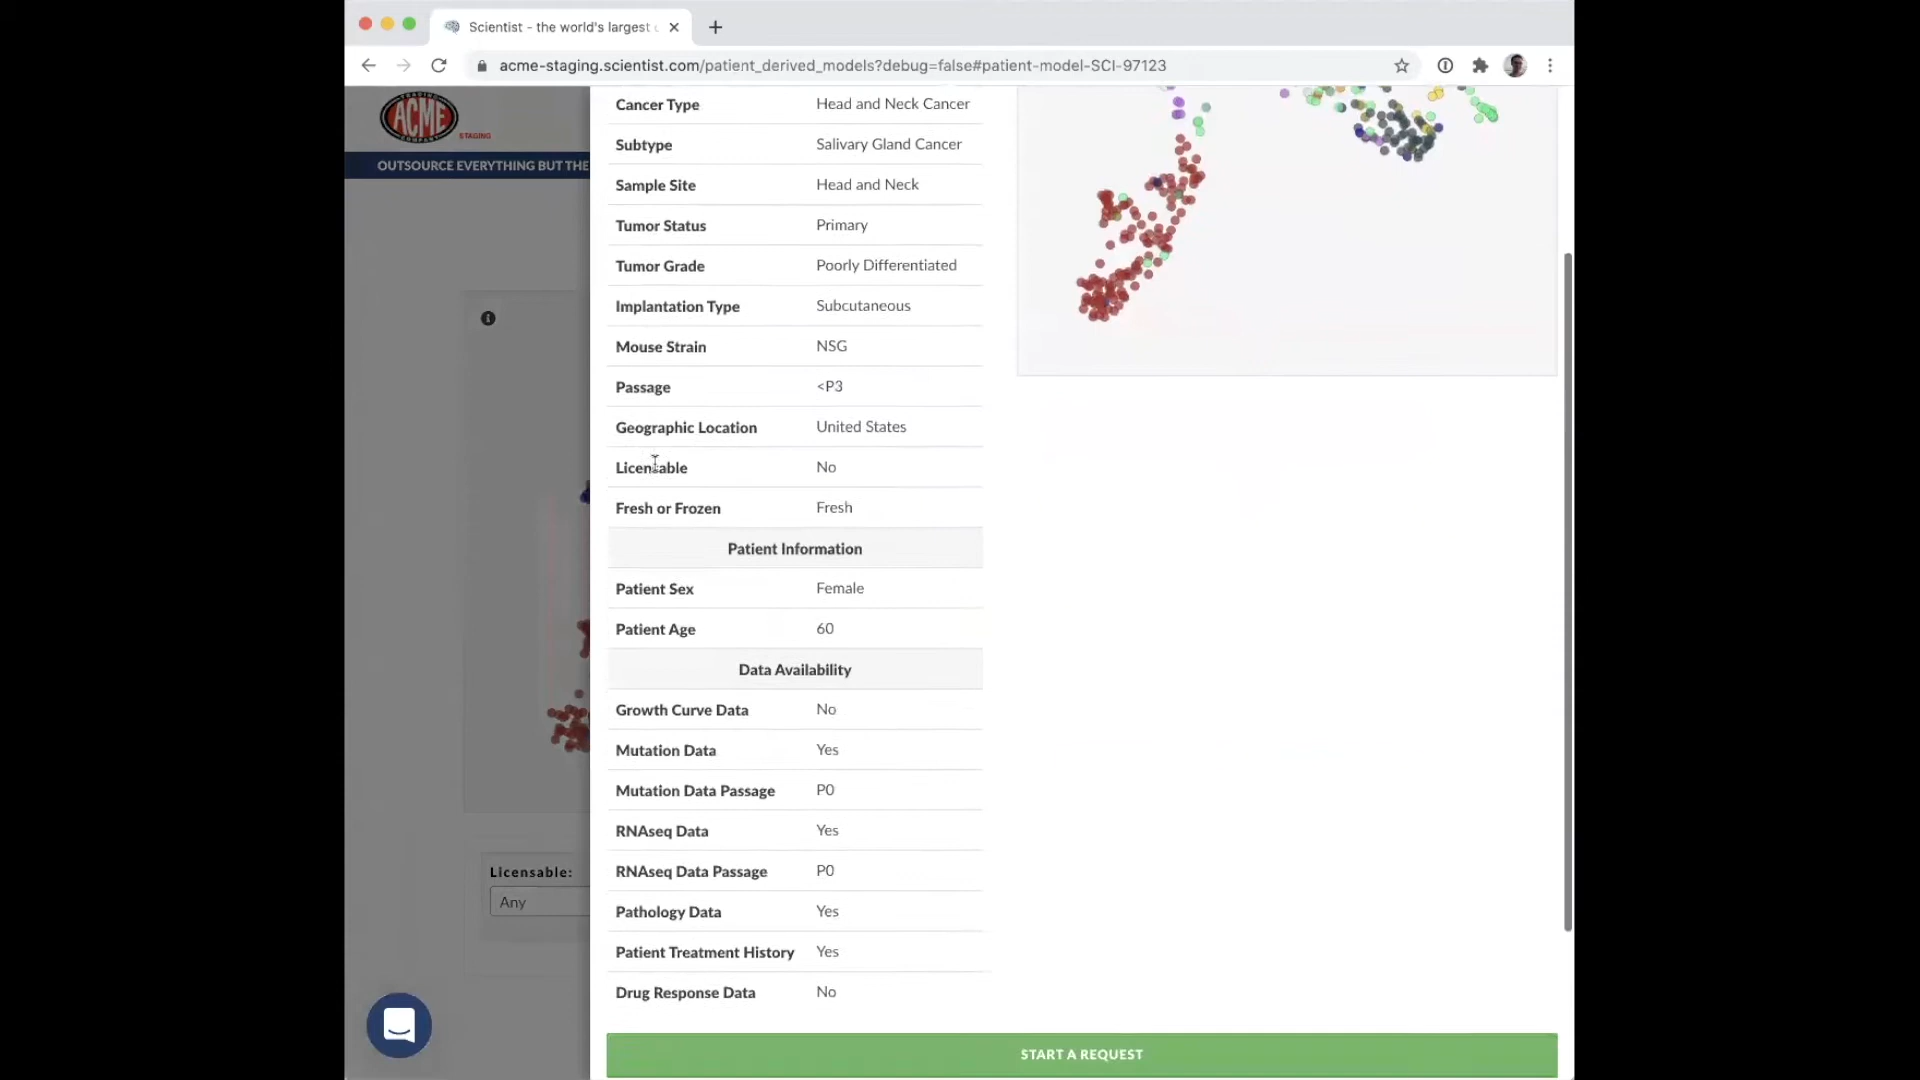 Scientist - the world's largest
acme-staging.scientist.com/patient_derived_models?debug=false#patient-model-SCI-97123
TRADING
ACME
COMPANY
STAGING
OUTSOURCE EVERYTHING BUT THE
Cancer Type Head and Neck Cancer
Subtype Salivary Gland Cancer
Sample Site Head and Neck
Tumor Status Primary
Tumor Grade Poorly Differentiated
Implantation Type Subcutaneous
Mouse Strain NSG
Passage <P3
Geographic Location United States
Licensable No
Fresh or Frozen Fresh
Patient Information
Patient Sex Female
Patient Age 60
Data Availability
Growth Curve Data No
Mutation Data Yes
Mutation Data Passage P0
RNAseq Data Yes
RNAseq Data Passage P0
Pathology Data Yes
Patient Treatment History Yes
Drug Response Data No
Licensable:
Any
START A REQUEST